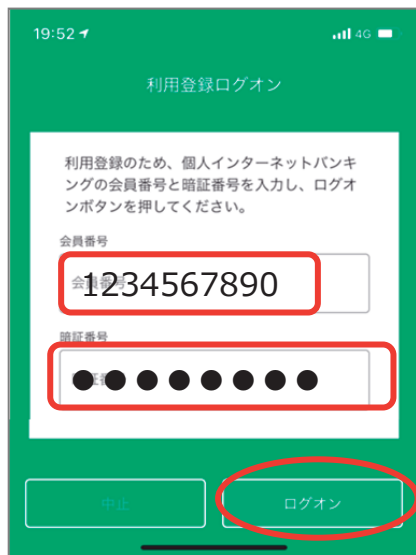 19:52
4G
利用登録ログオン
利用登録のため、個人インターネットバンキ
ングの会員番号と暗証番号を入力し、ログオ
ンボタンを押してください。
会員番号
1234567890
暗証番号
●●●●●●●●
中止
ログオン